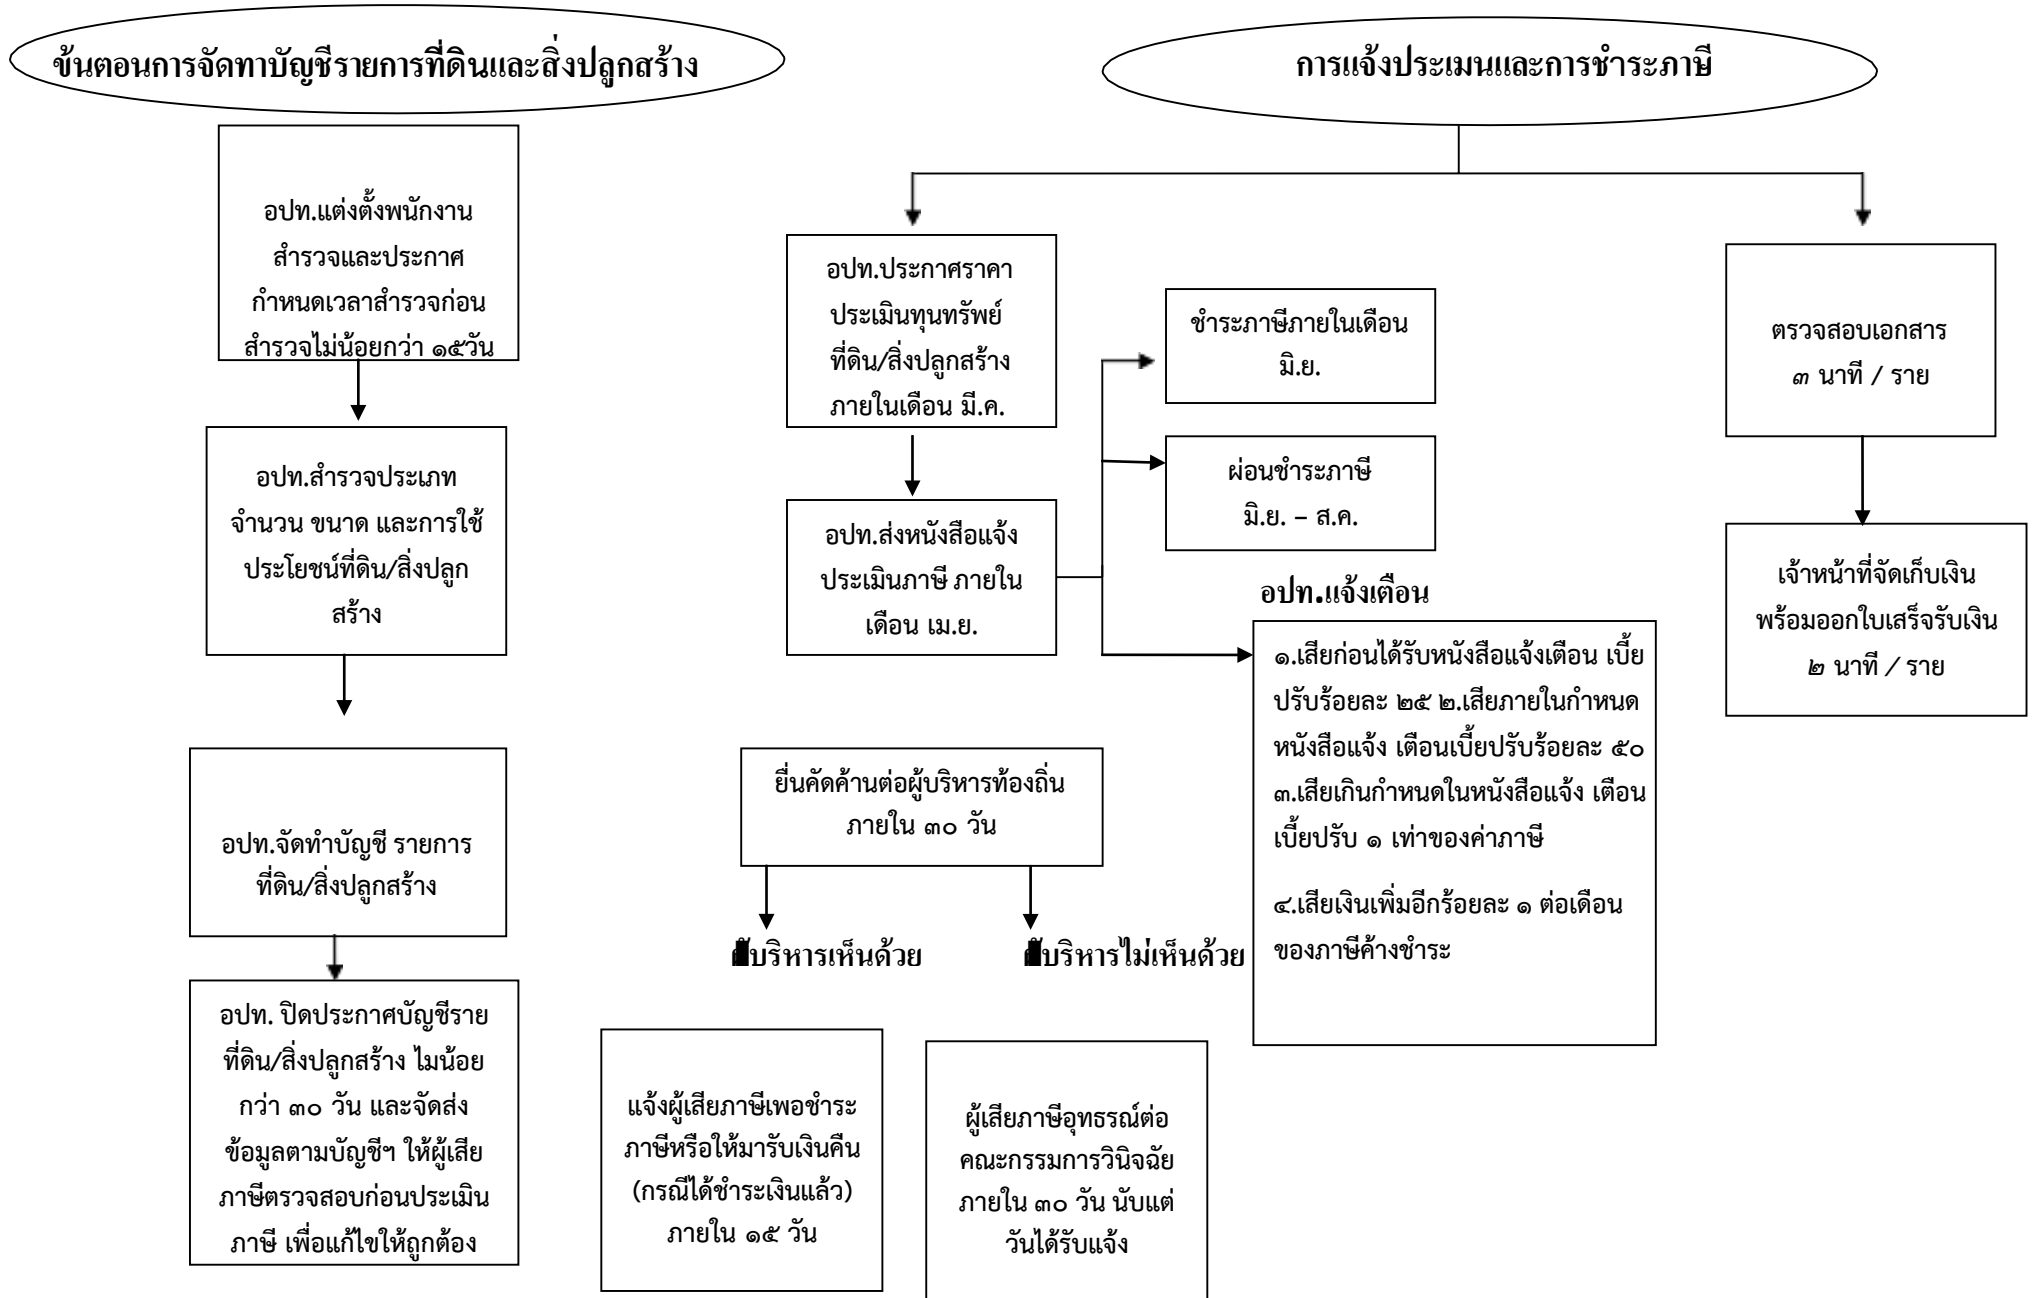 ข้นตอนการจัดทาบัญชีรายการที่ดินและสิ่งปลูกสร้าง
อปท.แต่งตั้งพนักงาน
สำรวจและประกาศ
กำหนดเวลาสำรวจก่อน
สำรวจไม่น้อยกว่า ๑๕วัน
อปท.สำรวจประเภท
จำนวน ขนาด และการใช้
ประโยชน์ที่ดิน/สิ่งปลูก
สร้าง
อปท.จัดทำบัญชี รายการ
ที่ดิน/สิ่งปลูกสร้าง
อปท. ปิดประกาศบัญชีราย
ที่ดิน/สิ่งปลูกสร้าง ไมน้อย
กว่า ๓๐ วัน และจัดส่ง
ข้อมูลตามบัญชีฯ ให้ผู้เสีย
ภาษีตรวจสอบก่อนประเมิน
ภาษี เพื่อแก้ไขให้ถูกต้อง
การแจ้งประเมนและการชำระภาษี
อปท.ประกาศราคา
ประเมินทุนทรัพย์
ที่ดิน/สิ่งปลูกสร้าง
ภายในเดือน มี.ค.
อปท.ส่งหนังสือแจ้ง
ประเมินภาษี ภายใน
เดือน เม.ย.
ชำระภาษีภายในเดือน
มิ.ย.
ผ่อนชำระภาษี
มิ.ย. – ส.ค.
อปท.แจ้งเตือน
๑.เสียก่อนได้รับหนังสือแจ้งเตือน เบี้ย
ปรับร้อยละ ๒๕ ๒.เสียภายในกำหนด
หนังสือแจ้ง เตือนเบี้ยปรับร้อยละ ๕๐
๓.เสียเกินกำหนดในหนังสือแจ้ง เตือน
เบี้ยปรับ ๑ เท่าของค่าภาษี
๔.เสียเงินเพิ่มอีกร้อยละ ๑ ต่อเดือน
ของภาษีค้างชำระ
ยื่นคัดค้านต่อผู้บริหารท้องถิ่น
ภายใน ๓๐ วัน
บริหารเห็นด้วย
บริหารไม่เห็นด้วย
แจ้งผู้เสียภาษีเพอชำระ
ภาษีหรือให้มารับเงินคืน
(กรณีได้ชำระเงินแล้ว)
ภายใน ๑๕ วัน
ผู้เสียภาษีอุทธรณ์ต่อ
คณะกรรมการวินิจฉัย
ภายใน ๓๐ วัน นับแต่
วันได้รับแจ้ง
ตรวจสอบเอกสาร
๓ นาที / ราย
เจ้าหน้าที่จัดเก็บเงิน
พร้อมออกใบเสร็จรับเงิน
๒ นาที / ราย